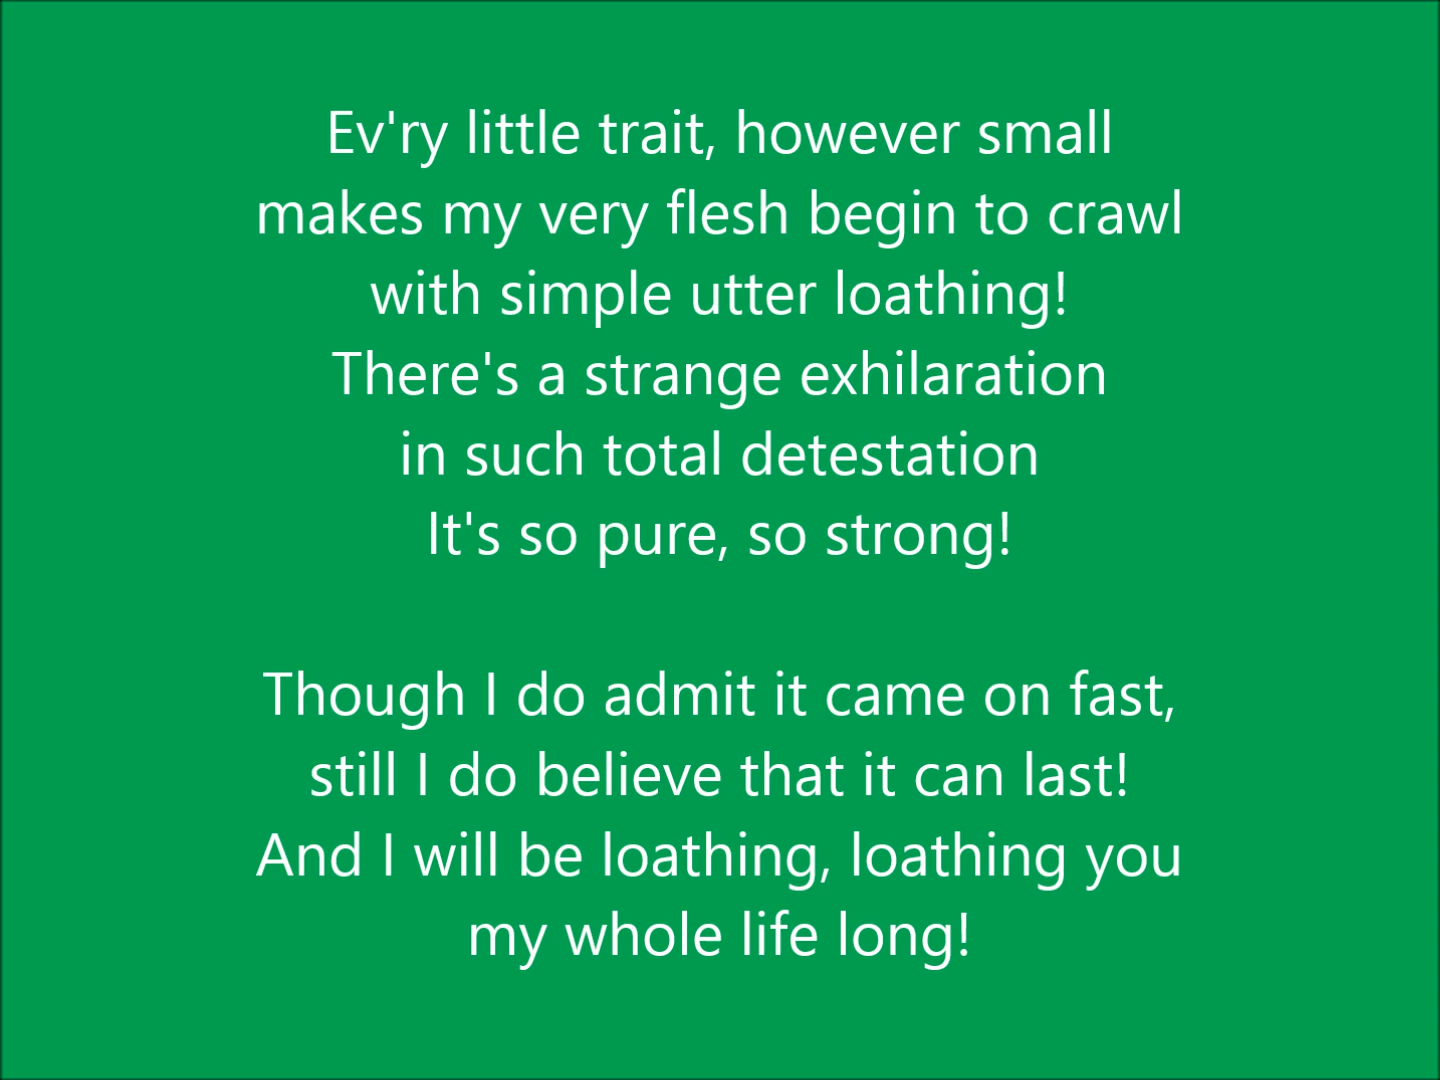 Ev'ry little trait, however small
makes my very flesh begin to crawl
with simple utter loathing!
There's a strange exhilaration
in such total detestation
It's so pure, so strong!
Though I do admit it came on fast,
still I do believe that it can last!
And I will be loathing, loathing you
my whole life long!